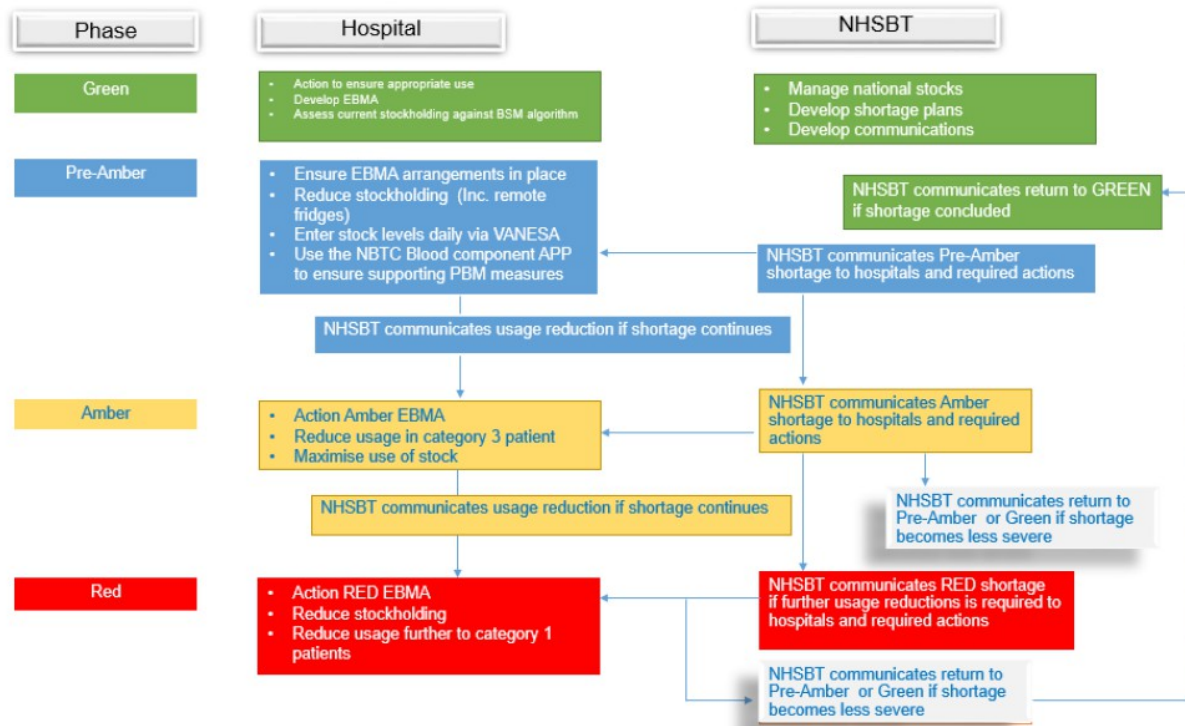 Phase
Hospital
NHSBT
Green
• Action to ensure appropriate use
• Develop EBMA
• Assess current stockholding against BSM algorithm
• Manage national stocks
• Develop shortage plans
• Develop communications
Pre-Amber
• Ensure EBMA arrangements in place
• Reduce stockholding (Inc. remote
fridges)
• Enter stock levels daily via VANESA
• Use the NBTC Blood component APP
to ensure supporting PBM measures
NHSBT communicates return to GREEN
if shortage concluded
NHSBT communicates Pre-Amber
shortage to hospitals and required actions
NHSBT communicates usage reduction if shortage continues
Amber
• Action Amber EBMA
• Reduce usage in category 3 patient
• Maximise use of stock
NHSBT communicates Amber
shortage to hospitals and required
actions
NHSBT communicates usage reduction if shortage continues
NHSBT communicates return to
Pre-Amber or Green if shortage
becomes less severe
Red
• Action RED EBMA
• Reduce stockholding
• Reduce usage further to category 1
patients
NHSBT communicates RED shortage
if further usage reductions is required to
hospitals and required actions
NHSBT communicates return to
Pre-Amber or Green if shortage
becomes less severe